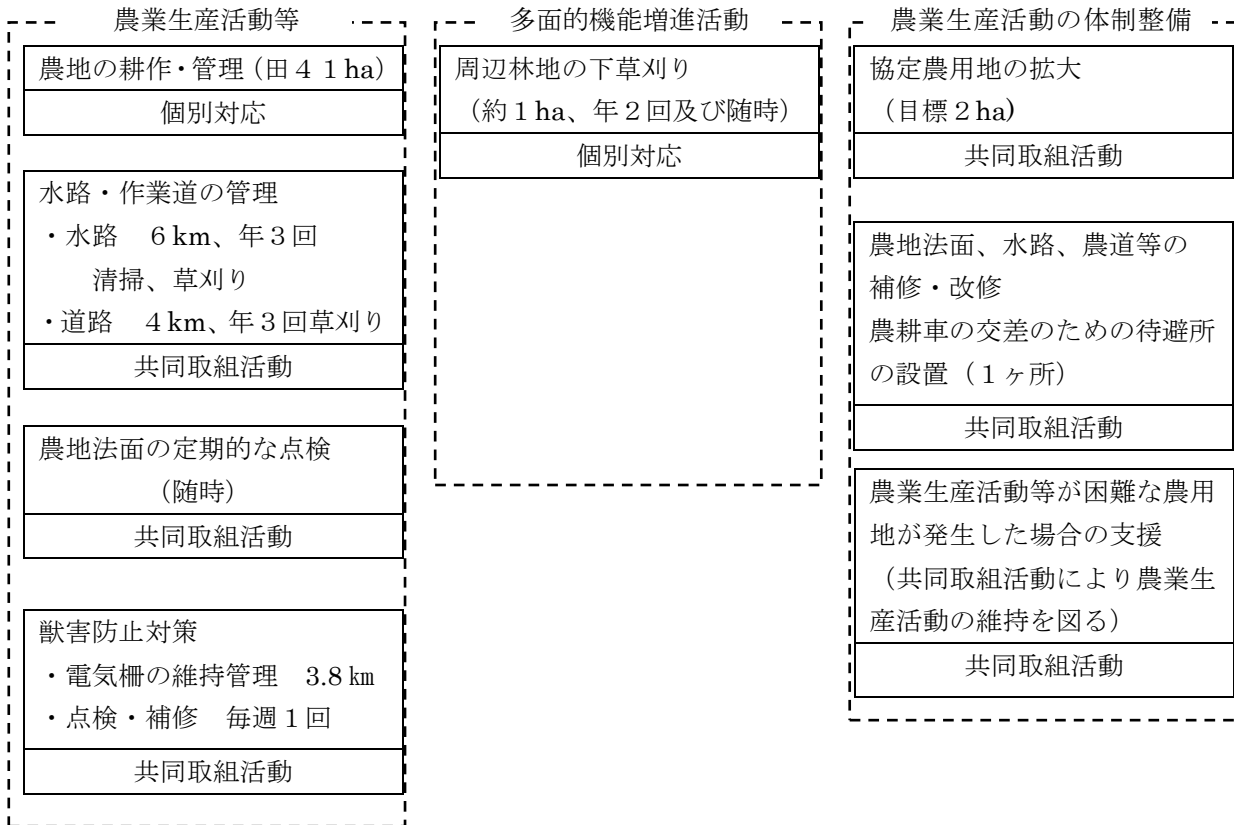 農業生産活動等
農地の耕作・管理（田４１ha）
個別対応
水路・作業道の管理
・水路　６km、年３回
清掃、草刈り
・道路　４km、年３回草刈り
共同取組活動
農地法面の定期的な点検
（随時）
共同取組活動
獣害防止対策
・電気柵の維持管理　3.8㎞
・点検・補修　毎週１回
共同取組活動
多面的機能増進活動
周辺林地の下草刈り
（約１ha、年２回及び随時）
個別対応
農業生産活動の体制整備
協定農用地の拡大
（目標２ha)
共同取組活動
農地法面、水路、農道等の
補修・改修
農耕車の交差のための待避所
の設置（１ヶ所）
共同取組活動
農業生産活動等が困難な農用
地が発生した場合の支援
（共同取組活動により農業生
産活動の維持を図る）
共同取組活動